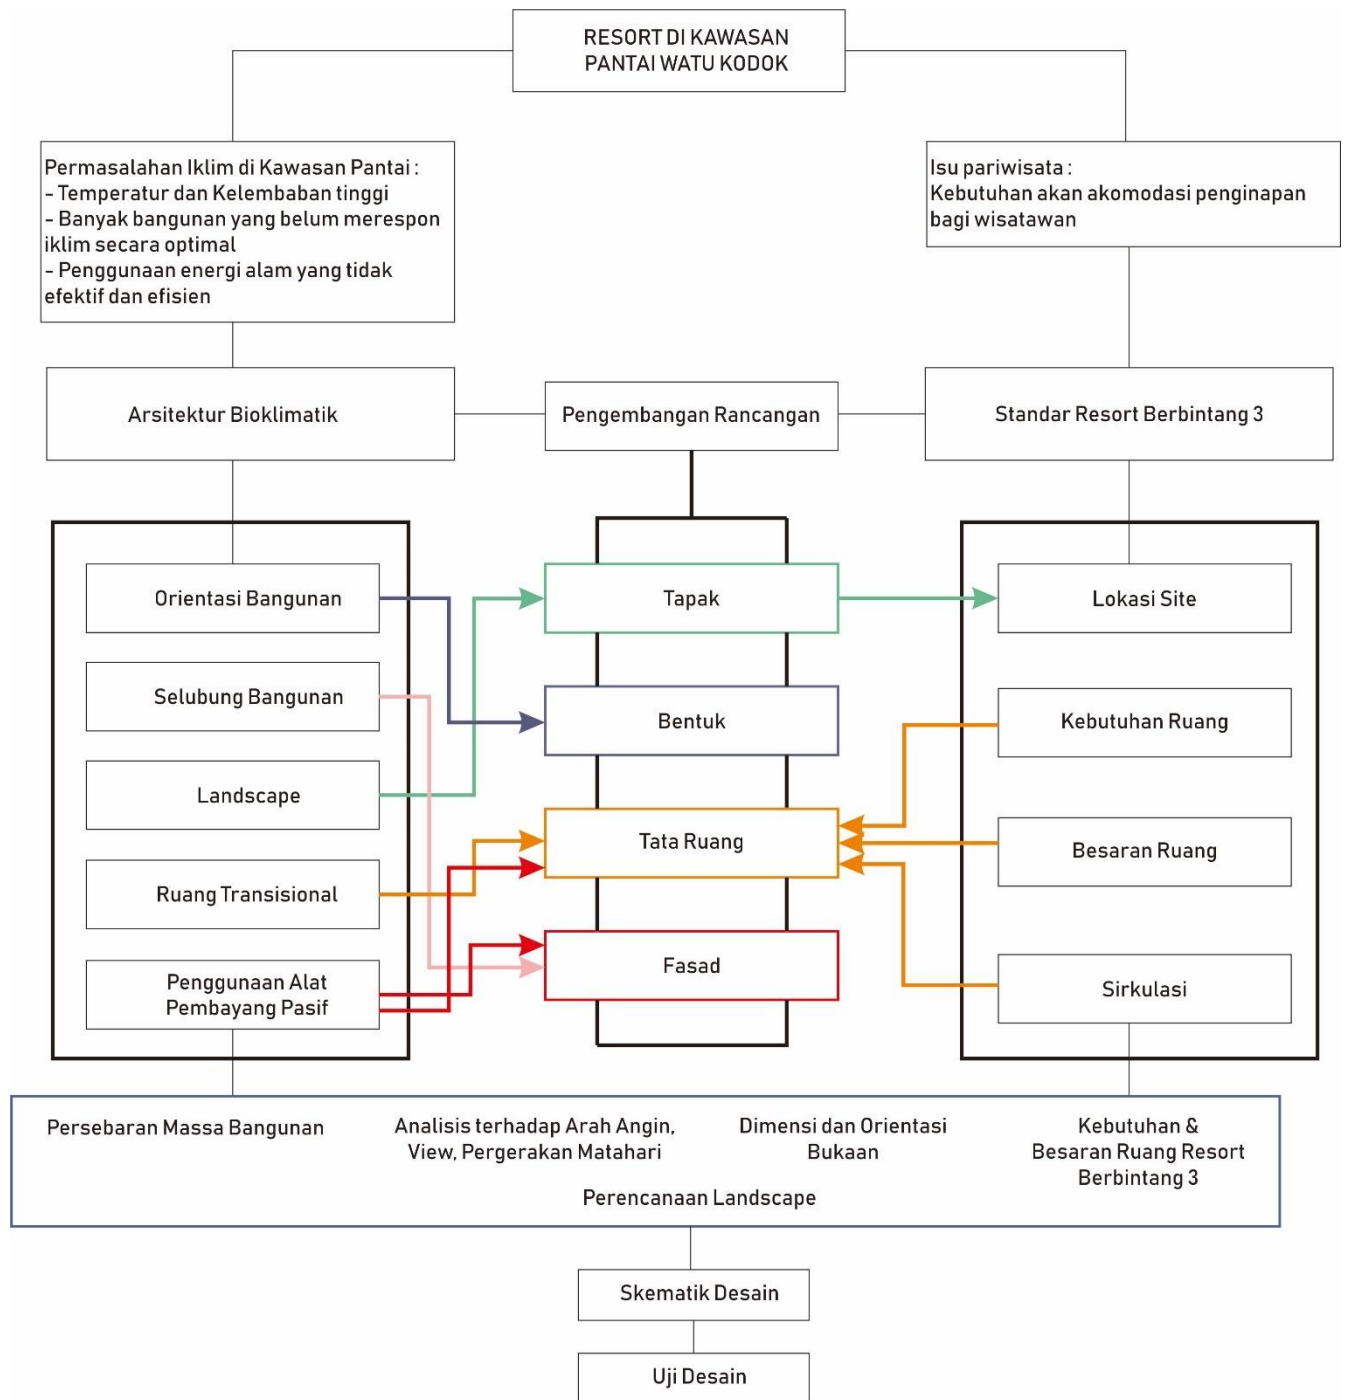 RESORT DI KAWASAN
PANTAI WATU KODOK
Permasalahan Iklim di Kawasan Pantai :
- Temperatur dan Kelembaban tinggi
- Banyak bangunan yang belum merespon
iklim secara optimal
- Penggunaan energi alam yang tidak
efektif dan efisien
Isu pariwisata :
Kebutuhan akan akomodasi penginapan
bagi wisatawan
Arsitektur Bioklimatik
Pengembangan Rancangan
Standar Resort Berbintang 3
Orientasi Bangunan
Selubung Bangunan
Landscape
Ruang Transisional
Penggunaan Alat
Pembayang Pasif
Tapak
Bentuk
Tata Ruang
Fasad
Lokasi Site
Kebutuhan Ruang
Besaran Ruang
Sirkulasi
Persebaran Massa Bangunan
Analisis terhadap Arah Angin,
View, Pergerakan Matahari
Dimensi dan Orientasi
Bukaan
Kebutuhan &
Besaran Ruang Resort
Berbintang 3
Perencanaan Landscape
Skematik Desain
Uji Desain